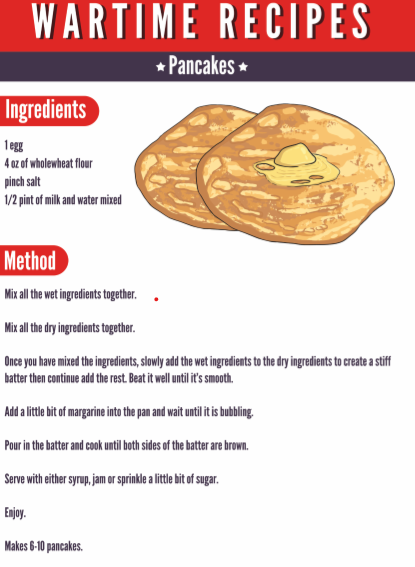 WARTIME RECIPES
★ Pancakes ★
Ingredients
1 egg
4 oz of wholewheat flour
pinch salt
1/2 pint of milk and water mixed
Method
Mix all the wet ingredients together.
Mix all the dry ingredients together.
Once you have mixed the ingredients, slowly add the wet ingredients to the dry ingredients to create a stiff
batter then continue add the rest. Beat it well until it's smooth.
Add a little bit of margarine into the pan and wait until it is bubbling.
Pour in the batter and cook until both sides of the batter are brown.
Serve with either syrup, jam or sprinkle a little bit of sugar.
Enjoy.
Makes 6-10 pancakes.